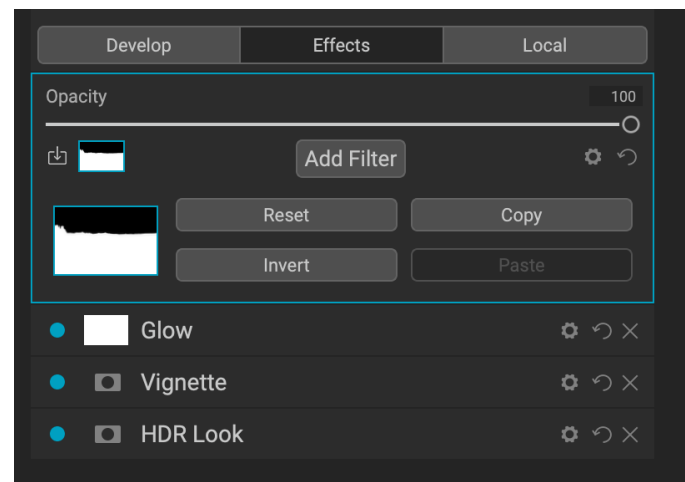 Develop Effects Local
Opacity 100
Add Filter
Reset Copy
Invert Paste
Glow
Vignette
HDR Look